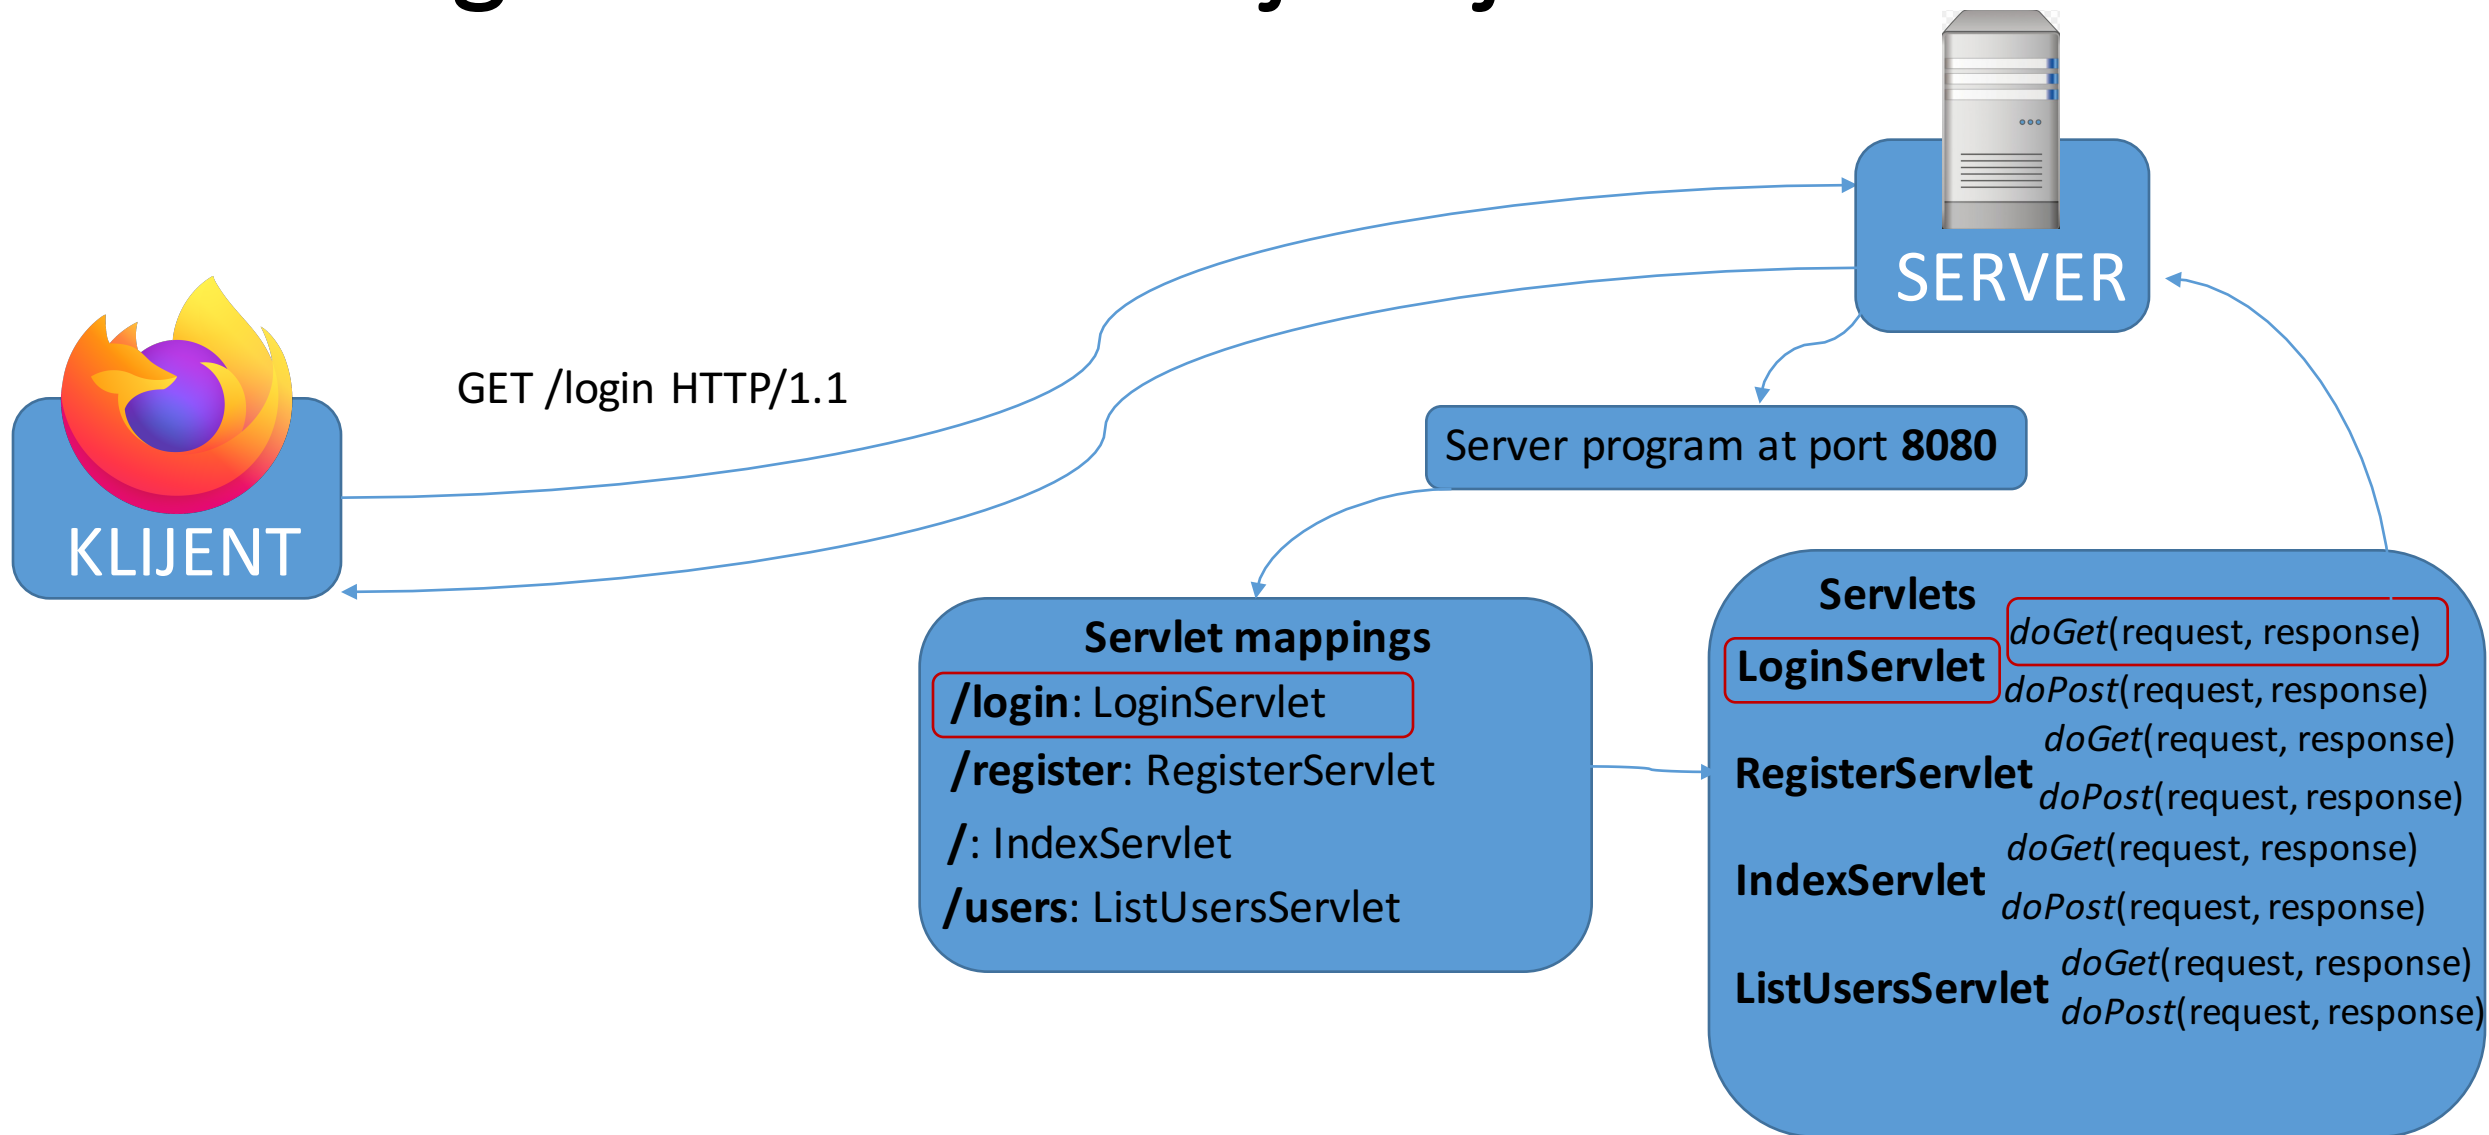 SERVER
GET /login HTTP/1.1
KLIJENT
Server program at port 8080
Servlet mappings
/login: LoginServlet
/register: RegisterServlet
/: IndexServlet
/users: ListUsersServlet
Servlets
LoginServlet
doGet(request, response)
doPost(request, response)
RegisterServlet
doGet(request, response)
doPost(request, response)
IndexServlet
doGet(request, response)
doPost(request, response)
ListUsersServlet
doGet(request, response)
doPost(request, response)